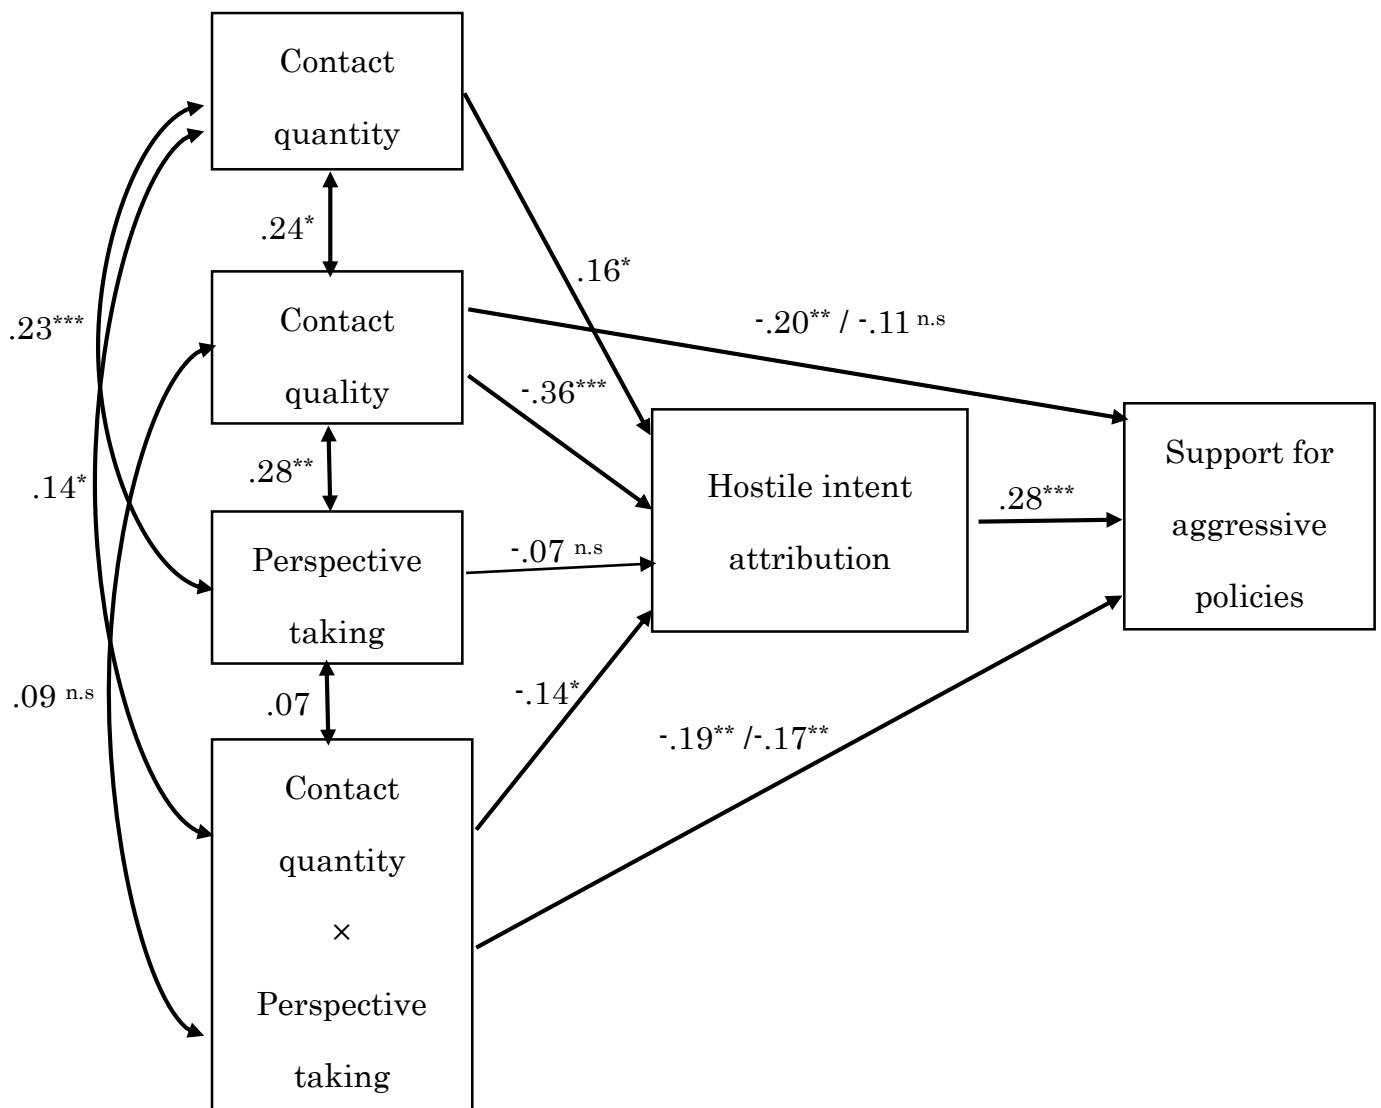 Contact
quantity
.24*
.16*
.23***
Contact
quality
-.20** / -.11 n.s
-.36***
.28**
.14*
Perspective
taking
-.07 n.s
Hostile intent
attribution
.28***
Support for
aggressive
policies
.09 n.s
.07
-.14*
-.19** /-.17**
Contact
quantity
×
Perspective
taking